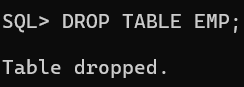 SQL> DROP TABLE EMP;
Table dropped.